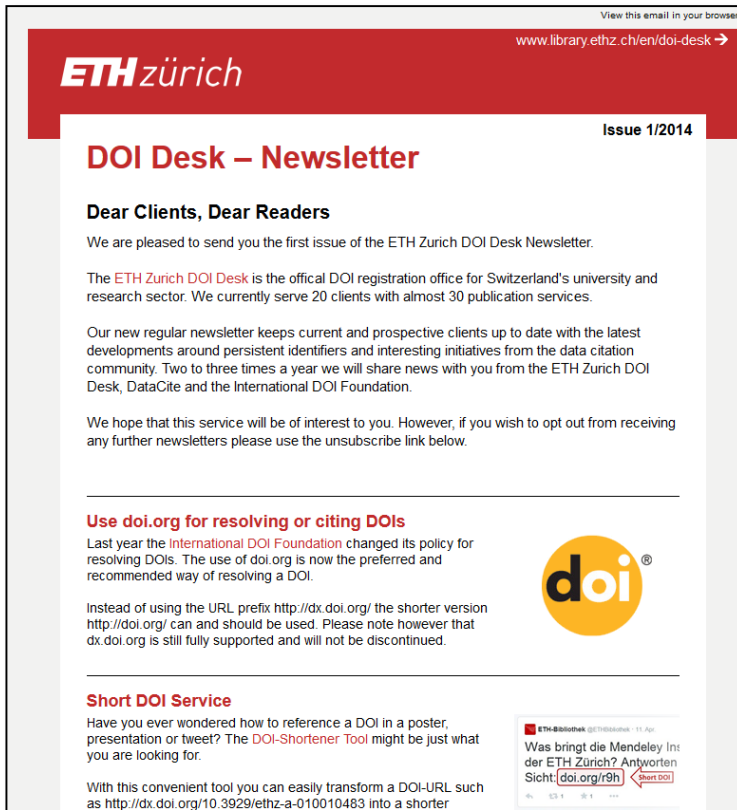 View this email in your browser
www.library.ethz.ch/en/doi-desk →
ETH zürich
Issue 1/2014
DOI Desk – Newsletter
Dear Clients, Dear Readers
We are pleased to send you the first issue of the ETH Zurich DOI Desk Newsletter.
The ETH Zurich DOI Desk is the offical DOI registration office for Switzerland's university and
research sector. We currently serve 20 clients with almost 30 publication services.
Our new regular newsletter keeps current and prospective clients up to date with the latest
developments around persistent identifiers and interesting initiatives from the data citation
community. Two to three times a year we will share news with you from the ETH Zurich DOI
Desk, DataCite and the International DOI Foundation.
We hope that this service will be of interest to you. However, if you wish to opt out from receiving
any further newsletters please use the unsubscribe link below.
Use doi.org for resolving or citing DOIs
Last year the International DOI Foundation changed its policy for
resolving DOIs. The use of doi.org is now the preferred and
recommended way of resolving a DOI.
Instead of using the URL prefix http://dx.doi.org/ the shorter version
http://doi.org/ can and should be used. Please note however that
dx.doi.org is still fully supported and will not be discontinued.
doi®
Short DOI Service
Have you ever wondered how to reference a DOI in a poster,
presentation or tweet? The DOI-Shortener Tool might be just what
you are looking for.
With this convenient tool you can easily transform a DOI-URL such
as http://dx.doi.org/10.3929/ethz-a-010010483 into a shorter
ETH-Bibliothek @ETHBibliothek · 11. Apr.
Was bringt die Mendeley Ins
der ETH Zürich? Antworten
Sicht: doi.org/r9h Short DOI